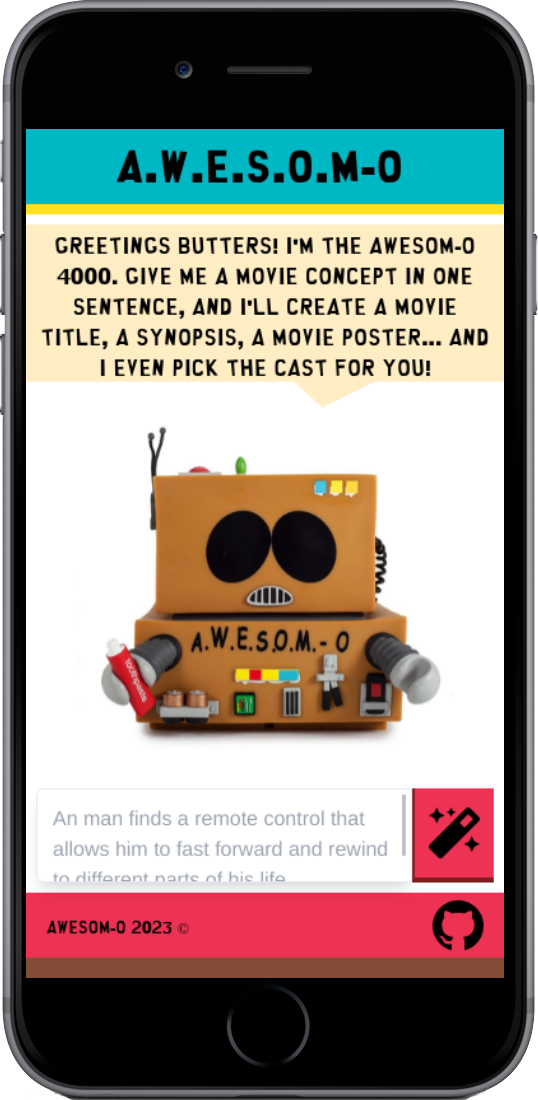 A.W.E.S.O.M-O
GREETINGS BUTTERS! I'M THE AWESOM-O
4000. GIVE ME A MOVIE CONCEPT IN ONE
SENTENCE, AND I'LL CREATE A MOVIE
TITLE, A SYNOPSIS, A MOVIE POSTER... AND
I EVEN PICK THE CAST FOR YOU!
A.W.E.S.O.M.-O
toothpaste
An man finds a remote control that
allows him to fast forward and rewind
to different parts of his life
AWESOM-O 2023 ©